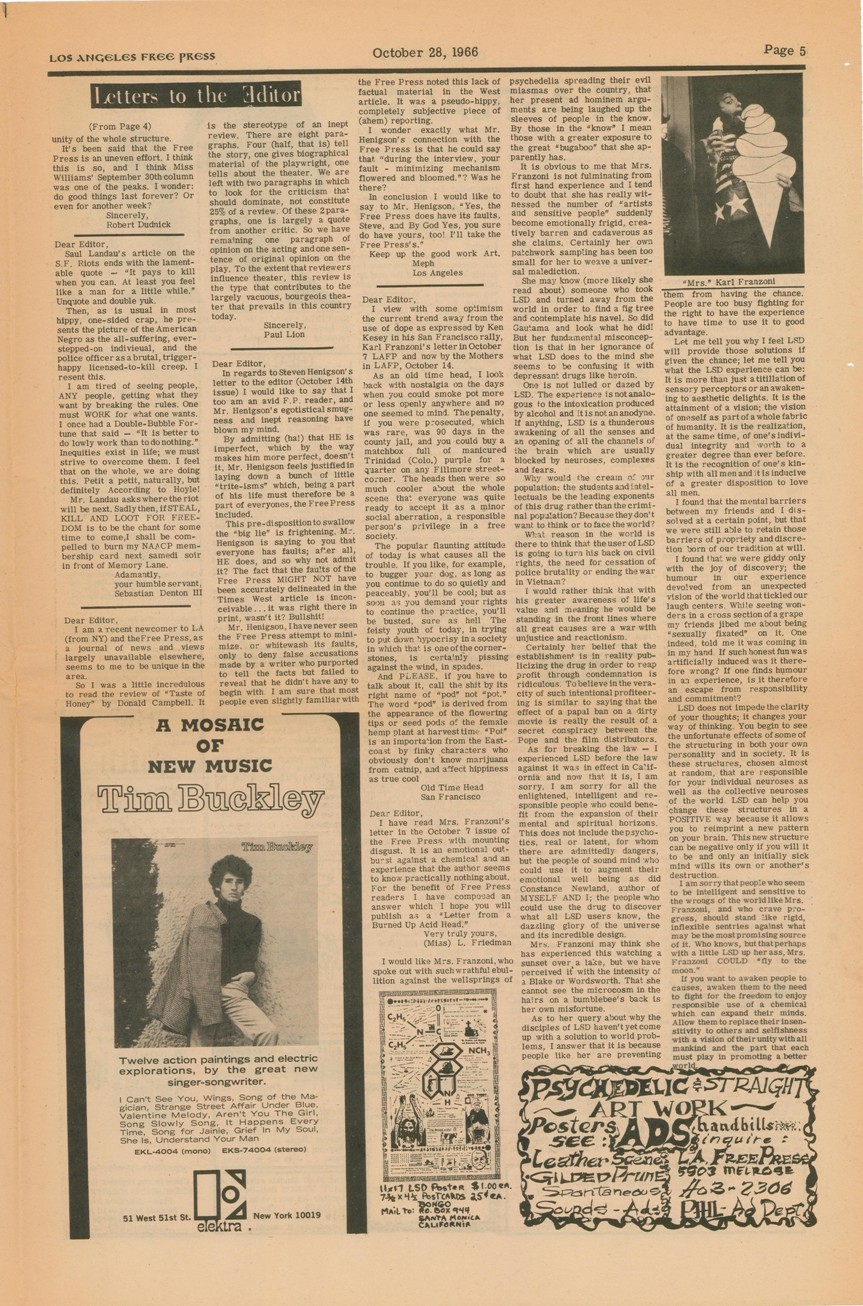 LOS ANGELES FREE PRESS
October 28, 1966
Page 5
Letters to the Editor
(From Page 4)
unity of the whole structure.
It's been said that the Free
Press is an uneven effort. I think
this is so, and I think Miss
Williams' September 30th column
was one of the peaks. I wonder:
do good things last forever? Or
even for another week?
Sincerely,
Robert Dudnick
Dear Editor,
Saul Landau's article on the
S.F. Riots ends with the lament-
able quote — "It pays to kill
when you can. At least you feel
like a man for a little while."
Unquote and double yuk.
Then, as is usual in most
hippy, one-sided crap, he pre-
sents the picture of the American
Negro as the all-suffering, ever-
stepped-on indivieual, and the
police officer as a brutal, trigger-
happy licensed-to-kill creep. I
resent this.
I am tired of seeing people,
ANY people, getting what they
want by breaking the rules. One
must WORK for what one wants.
I once had a Double-Bubble For-
tune that said — "It is better to
do lowly work than to do nothing."
Inequities exist in life; we must
strive to overcome them. I feel
that on the whole, we are doing
this. Petit a petit, naturally, but
definitely According to Hoyle!
Mr. Landau asks where the riot
will be next. Sadly then, if STEAL,
KILL AND LOOT FOR FREE-
DOM is to be the chant for some
time to come, I shall be com-
pelled to burn my NAACP mem-
bership card next samedi sotr
in front of Memory Lane.
Adamantly,
your humble servant,
Sebastian Denton III
Dear Editor,
I am a recent newcomer to LA
(from NY) and the Free Press, as
a journal of news and views
largely unavailable elsewhere,
seems to me to be unique in the
area.
So I was a little incredulous
to read the review of "Taste of
Honey" by Donald Campbell. It
is the stereotype of an inept
review. There are eight para-
graphs. Four (half, that is) tell
the story, one gives biographical
material of the playwright, one
tells about the theater. We are
left with two paragraphs in which
to look for the criticism that
should dominate, not constitute
25% of a review. Of these 2 para-
graphs, one is largely a quote
from another critic. So we have
remaining one paragraph of
opinion on the acting and one sen-
tence of original opinion on the
play. To the extent that reviewers
influence theater, this review is
the type that contributes to the
largely vacuous, bourgeois thea-
ter that prevails in this country
today.
Sincerely,
Paul Lion
Dear Editor,
In regards to Steven Henigson's
letter to the editor (October 14th
issue) I would like to say that I
too am an avid F.P. reader, and
Mr. Henigson's egotistical smug-
ness and inept reasoning have
blown my mind.
By admitting (ha!) that HE is
imperfect, which by the way
makes him more perfect, doesn't
it, Mr. Henigson feels justified in
laying down a bunch of little
"trite-isms" which, being a part
of his life must therefore be a
part of everyones, the Free Press
included.
This pre-disposition to swallow
the "big lie" is frightening. Mr.
Henigson is saying to you that
everyone has faults; after all,
HE does, and so why not admit
it? The fact that the faults of the
Free Press MIGHT NOT have
been accurately delineated in the
Times West article is incon-
ceivable...it was right there in
print, wasn't it? Bullshit!
Mr. Henigson, I have never seen
the Free Press attempt to mini-
mize. or whitewash its faults,
only to deny false accusations
made by a writer who purported
to tell the facts but failed to
reveal that he didn't have any to
begin with. I am sure that most
people even slightly familiar with
the Free Press noted this lack of
factual material in the West
article. It was a pseudo-hippy,
completely subjective piece of
(ahem) reporting.
I wonder exactly what Mr.
Henigson's connection with the
Free Press is that he could say
that "during the interview, your
fault - minimizing mechanism
flowered and bloomed."? Was he
there?
In conclusion I would like to
say to Mr. Henigson, "Yes, the
Free Press does have its faults,
Steve, and By God Yes, you sure
do have yours, too! I'll take the
Free Press's."
Keep up the good work Art.
Meph
Los Angeles
Dear Editor,
I view with some optimism
the current trend away from the
use of dope as expressed by Ken
Kesey in his San Francisco rally,
Karl Franzoni's letter in October
7 LAFP and now by the Mothers
in LAFP, October 14.
As an old time head, I look
back with nostalgia on the days
when you could smoke pot more
or less openly anywhere and no
one seemed to mind. The penalty,
if you were prosecuted, which
was rare, was 90 days in the
county jail, and you could buy a
matchbox full of manicured
Trinidad (Colo.) purple for a
quarter on any Fillmore street-
corner. The heads then were so
much cooler about the whole
scene that everyone was quite
ready to accept it as a minor
social aberration, a responsible
person's privilege in a free
society.
The popular flaunting attitude
of today is what causes all the
trouble. If you like, for example,
to bugger your dog, as long as
you continue to do so quietly and
peaceably, you'll be cool; but as
soon as you demand your rights
to continue the practice, you'll
be busted, sure as hell The
feisty youth of today, in trying
to put down hypocrisy in a society
in which that is one of the corner-
stones, is certainly pissing
against the wind, in spades.
And PLEASE, if you have to
talk about it, call the shit by its
right name of "pod" not "pot."
The word "pod" is derived from
the appearance of the flowering
tips or seed pods of the female
hemp plant at harvest time "Pot"
is an importaion from the East-
coast by finky charcters who
obviously don't know marijuana
from catnip, and affect hippiness
as true cool
Old Time Head
San Francisco
Dear Editor,
I have read Mrs. Franzoni's
letter in the October 7 issue of
the Free Press with mounting
disgust. It is an emotional out-
burst against a chemical and an
experience that the author seems
to know practically nothing about.
For the benefit of Free Press
readers I have composed an
answer which I hope you will
publish as a "Letter from a
Burned Up Acid Head."
Very truly yours,
(Miss) L. Friedman
I would like Mrs. Franzoni, who
spoke out with such wrathful ebul-
lition against the wellsprings of
psychedelia spreading their evil
miasmas over the country, that
her present ad hominem argu-
ments are being laughed up the
sleeves of people in the know.
By those in the "know" I mean
those with a greater exposure to
the great "bugaboo" that she ap-
parently has.
It is obvious to me that Mrs.
Franzoni is not fulminating from
first hand experience and I tend
to doubt that she has really wit-
nessed the number of "artists
and sensitive people" suddenly
become emotionally frigid, crea-
tively barren and cadaverous as
she claims. Certainly her own
patchwork sampling has been too
small for her to weave a univer-
sal malediction.
She may know (more likely she
read about) someone who took
LSD and turned away from the
world in order to find a fig tree
and contemplate his navel. So did
Gautama and look what he did!
But her fundamental misconcep-
tion is that in her ignorance of
what LSD does to the mind she
seems to be confusing it with
depressant drugs like heroin.
One is not lulled or dazed by
LSD. The experience is not analo-
gous to the intoxication produced
by alcohol and it is not an anodyne.
If anything, LSD is a thunderous
awakening of all the senses and
an opening of all the channels of
the brain which are usually
blocked by neuroses, complexes
and fears.
Why would the cream of our
population: the students and intel-
lectuals be the leading exponents
of this drug rather than the crimi-
nal population? Because they don't
want to think or to face the world?
What reason in the world is
there to think that the user of LSD
is going to turn his back on civil
rights, the need for cessation of
police brutality or ending the war
in Vietnam?
I would rather think that with
his greater awareness of life's
value and meaning he would be
standing in the front lines where
all great causes are a war with
unjustice and reactionism.
Certainly her belief that the
establishment is in reality pub-
licizing the drug in order to reap
profit through condemnation is
ridiculous. To believe in the vera-
city of such intentional profiteer-
ing is similar to saying that the
effect of a papal ban on a dirty
movie is really the result of a
secret conspiracy between the
Pope and the film distributors.
As for breaking the law — I
experienced LSD before the law
against it was in effect in Calif-
ornia and now that it is, I am
sorry. I am sorry for all the
enlightened, intelligent and re-
sponsible people who could bene-
fit from the expansion of their
mental and spiritual horizons.
This does not include the psycho-
tics, real or latent, for whom
there are admittedly dangers,
but the people of sound mind who
could use it to augment their
emotional well being as did
Constance Newland, author of
MYSELF AND I; the people who
could use the drug to discover
what all LSD users know, the
dazzling glory of the universe
and its incredible design.
Mrs. Franzoni may think she
has experienced this watching a
sunset over a lake, but we have
perceived it with the intensity of
a Blake or Wordsworth. That she
cannot see the microcosm in the
hairs on a bumblebee's back is
her own misfortune.
As to her query about why the
disciples of LSD haven't yet come
up with a solution to world prob-
lems, I answer that it is because
people like her are preventing
"Mrs." Karl Franzoni
them from having the chance.
People are too busy fighting for
the right to have the experience
to have time to use it to good
advantage.
Let me tell you why I feel LSD
will provide those solutions if
given the chance; let me tell you
what the LSD experience can be:
It is more than just a titillation of
sensory perceptors or an awaken-
ing to aesthetic delights. It is the
attainment of a vision; the vision
of oneself as part of a whole fabric
of humanity. It is the realization,
at the same time, of one's indivi-
dual integrity and worth to a
greater degree than ever before.
It is the recognition of one's kin-
ship with all men and it is inducive
of a greater disposition to love
all men.
I found that the mental barriers
between my friends and I dis-
solved at a certain point, but that
we were still able to retain those
barriers of propriety and discre-
tion born of our tradition at will.
I found that we were giddy only
with the joy of discovery; the
humour in our experience
devolved from an unexpected
vision of the world that tickled our
laugh centers. While seeing won-
ders in a cross section of a grape
my friends jibed me about being
"sexually fixated" on it. One
indeed, told me it was coming in
in my hand. If such honest fun was
artificially induced was it there-
fore wrong? If one finds humour
in an experience, is it therefore
an escape from responsibility
and commitment?
LSD does not impede the clarity
of your thoughts; it changes your
way of thinking. You begin to see
the unfortunate effects of some of
the structuring in both your own
personality and in society. It is
these structures, chosen almost
at random, that are responsible
for your individual neuroses as
well as the collective neuroses
of the world. LSD can help you
change these structures in a
POSITIVE way because it allows
you to reimprint a new pattern
on your brain. This new structure
can be negative only if you will it
to be and only an initially sick
mind wills its own or another's
destruction.
I am sorry that people who seem
to be intelligent and sensitive to
the wrongs of the world like Mrs.
Franzoni, and who crave pro-
gress, should stand like rigid,
inflexible sentries against what
may be the most promising source
of it. Who knows, but that perhaps
with a little LSD up her ass, Mrs.
Franzoni COULD "fly to the
moon."
If you want to awaken people to
causes, awaken them to the need
to fight for the freedom to enjoy
responsible use of a chemical
which can expand their minds.
Allow them to replace their insen-
sitivity to others and selfishness
with a vision of their unity with all
mankind and the part that each
must play in promoting a better
world.
A MOSAIC
OF
NEW MUSIC
Tim Buckley
Tim Buckley
Twelve action paintings and electric
explorations, by the great new
singer-songwriter.
I Can't See You, Wings, Song of the Ma-
gician, Strange Street Affair Under Blue,
Valentine Melody, Aren't You The Girl,
Song Slowly Song, It Happens Every
Time, Song for Jainie, Grief In My Soul,
She Is, Understand Your Man
EKL-4004 (mono) EKS-74004 (stereo)
51 West 51st St. elektra New York 10019
C2H5
N
C
O
C2H5
NCH3
N
H
11x17 LSD Poster $1.00 ea.
7¾ x 4½ Postcards 25¢ ea.
BONGO
MAIL TO: P.O. BOX 944
SANTA MONICA
CALIFORNIA
PSYCHEDELIC & STRAIGHT
ART WORK
Posters ADS handbills
SEE: inquire:
Leather Scene L.A. FREE PRESS
GILDED PRUNE 5903 MELROSE
Spontaneous HO3-2306
Sounds-Ads PHIL-Ad Dept